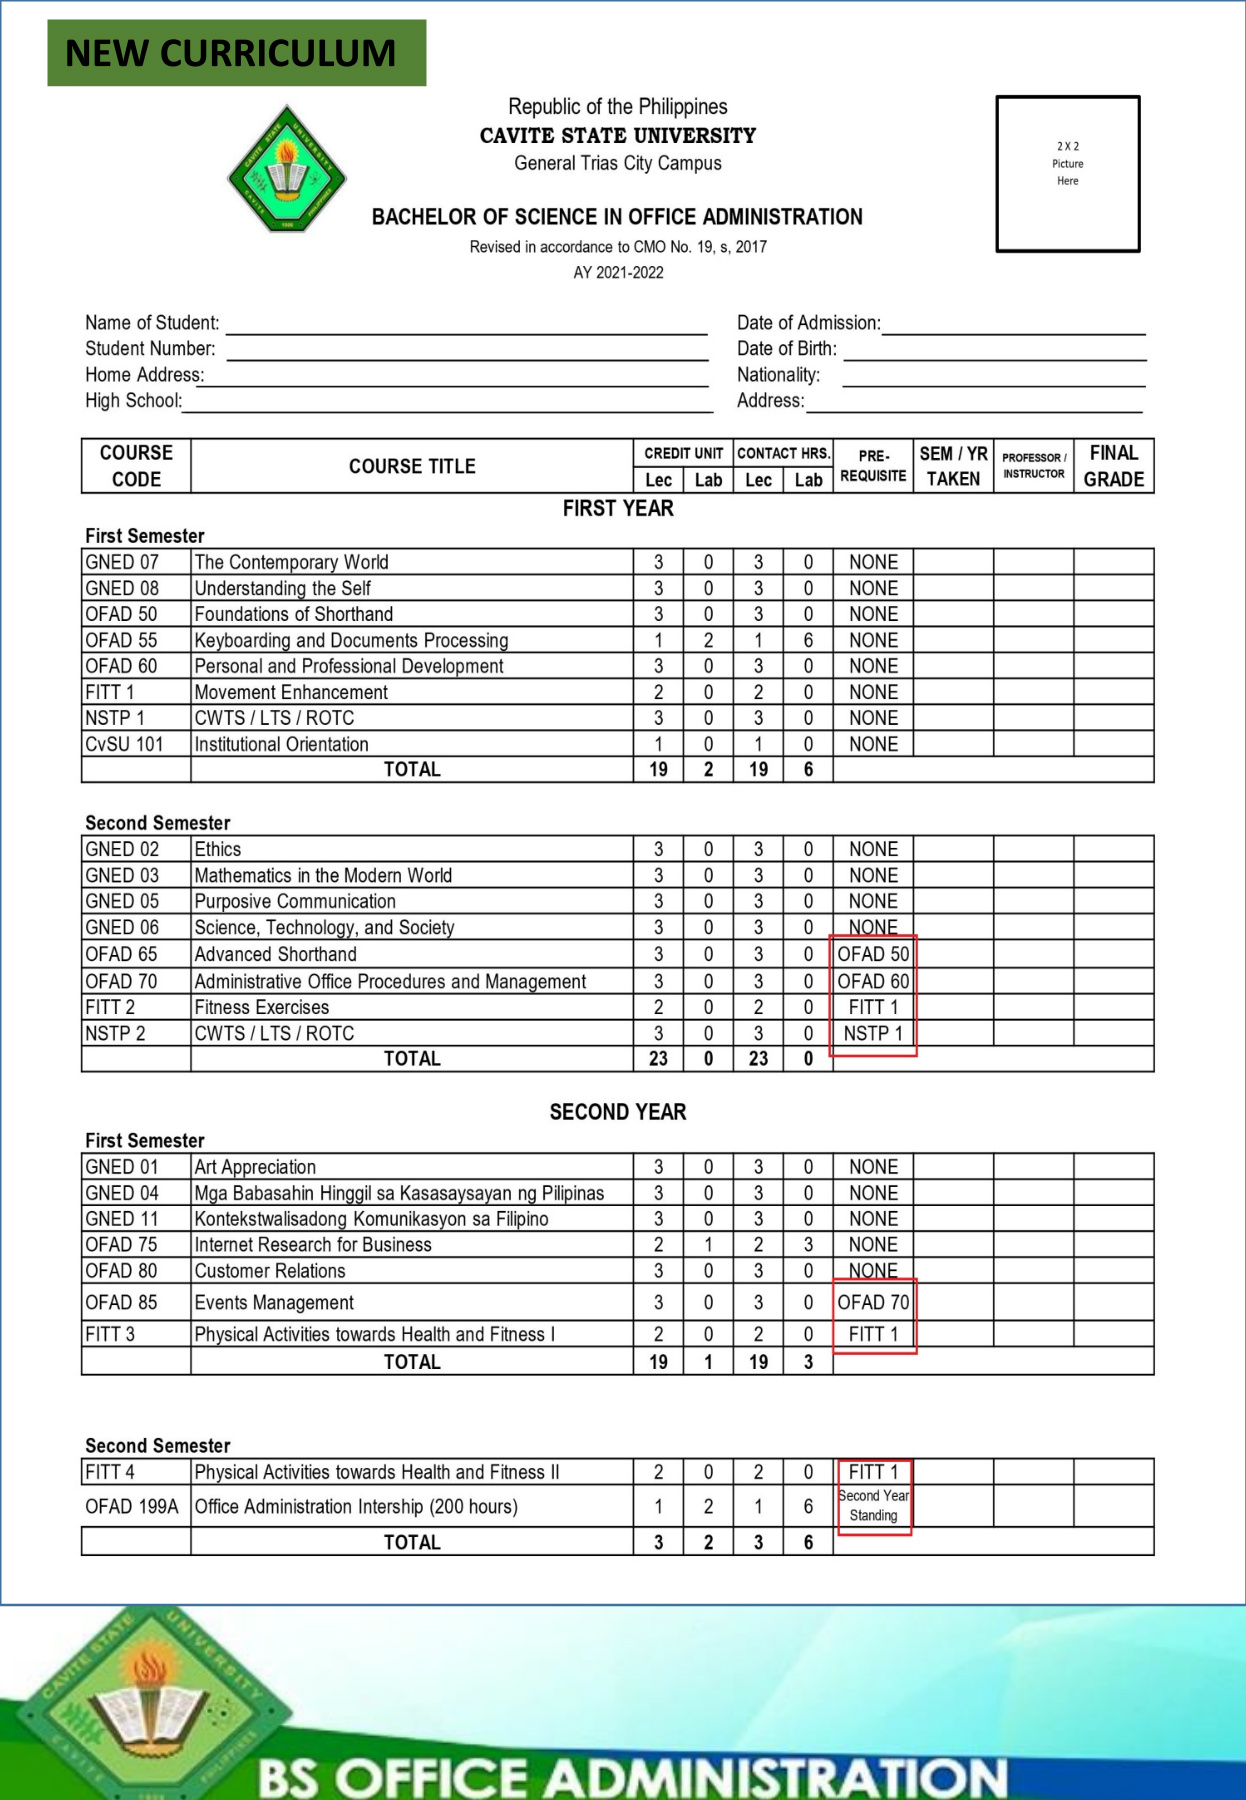 NEW CURRICULUM
Republic of the Philippines
CAVITE STATE UNIVERSITY
General Trias City Campus
2 X 2
Picture
Here
BACHELOR OF SCIENCE IN OFFICE ADMINISTRATION
Revised in accordance to CMO No. 19, s, 2017
AY 2021-2022
Name of Student: Date of Admission:
Student Number: Date of Birth:
Home Address: Nationality:
High School: Address:
COURSE CODE COURSE TITLE CREDIT UNIT CONTACT HRS. PRE-REQUISITE SEM / YR TAKEN PROFESSOR / INSTRUCTOR FINAL GRADE
Lec Lab Lec Lab
FIRST YEAR
First Semester
GNED 07 The Contemporary World 3 0 3 0 NONE
GNED 08 Understanding the Self 3 0 3 0 NONE
OFAD 50 Foundations of Shorthand 3 0 3 0 NONE
OFAD 55 Keyboarding and Documents Processing 1 2 1 6 NONE
OFAD 60 Personal and Professional Development 3 0 3 0 NONE
FITT 1 Movement Enhancement 2 0 2 0 NONE
NSTP 1 CWTS / LTS / ROTC 3 0 3 0 NONE
CvSU 101 Institutional Orientation 1 0 1 0 NONE
TOTAL 19 2 19 6
Second Semester
GNED 02 Ethics 3 0 3 0 NONE
GNED 03 Mathematics in the Modern World 3 0 3 0 NONE
GNED 05 Purposive Communication 3 0 3 0 NONE
GNED 06 Science, Technology, and Society 3 0 3 0 NONE
OFAD 65 Advanced Shorthand 3 0 3 0 OFAD 50
OFAD 70 Administrative Office Procedures and Management 3 0 3 0 OFAD 60
FITT 2 Fitness Exercises 2 0 2 0 FITT 1
NSTP 2 CWTS / LTS / ROTC 3 0 3 0 NSTP 1
TOTAL 23 0 23 0
SECOND YEAR
First Semester
GNED 01 Art Appreciation 3 0 3 0 NONE
GNED 04 Mga Babasahin Hinggil sa Kasasaysayan ng Pilipinas 3 0 3 0 NONE
GNED 11 Kontekstwalisadong Komunikasyon sa Filipino 3 0 3 0 NONE
OFAD 75 Internet Research for Business 2 1 2 3 NONE
OFAD 80 Customer Relations 3 0 3 0 NONE
OFAD 85 Events Management 3 0 3 0 OFAD 70
FITT 3 Physical Activities towards Health and Fitness I 2 0 2 0 FITT 1
TOTAL 19 1 19 3
Second Semester
FITT 4 Physical Activities towards Health and Fitness II 2 0 2 0 FITT 1
OFAD 199A Office Administration Intership (200 hours) 1 2 1 6 Second Year Standing
TOTAL 3 2 3 6
CAVITE STATE UNIVERSITY
CAVITE
BS OFFICE ADMINISTRATION